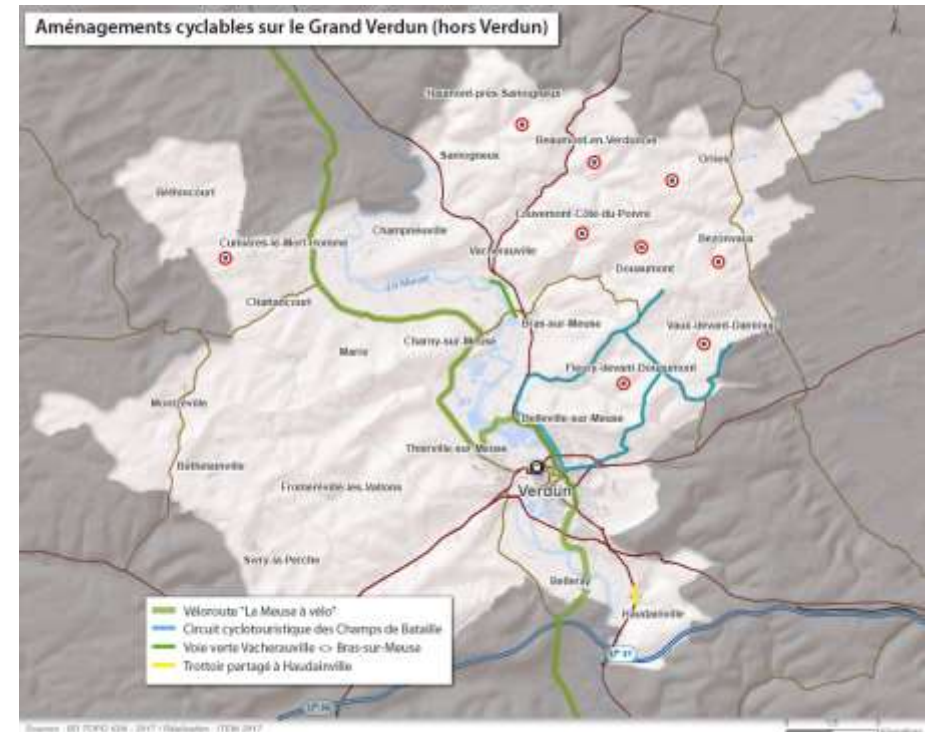 Aménagements cyclables sur le Grand Verdun (hors Verdun)
Haumont-près-Samogneux
Beaumont-en-Verdunois
Samogneux
Ornes
Béthincourt
Louvemont-Côte-du-Poivre
Champneuville
Cumières-le-Mort-Homme
Vacherauville
Bezonvaux
Douaumont
La Meuse
Chattancourt
Bras-sur-Meuse
Vaux-devant-Damloup
Charny-sur-Meuse
Marre
Fleury-devant-Douaumont
Montzéville
Belleville-sur-Meuse
Thierville-sur-Meuse
Béthelainville
Verdun
Fromeréville-les-Vallons
Sivry-la-Perche
Belleray
Haudainville
Véloroute "La Meuse à vélo"
Circuit cyclotouristique des Champs de Bataille
Voie verte Vacherauville <> Bras-sur-Meuse
Trottoir partagé à Haudainville